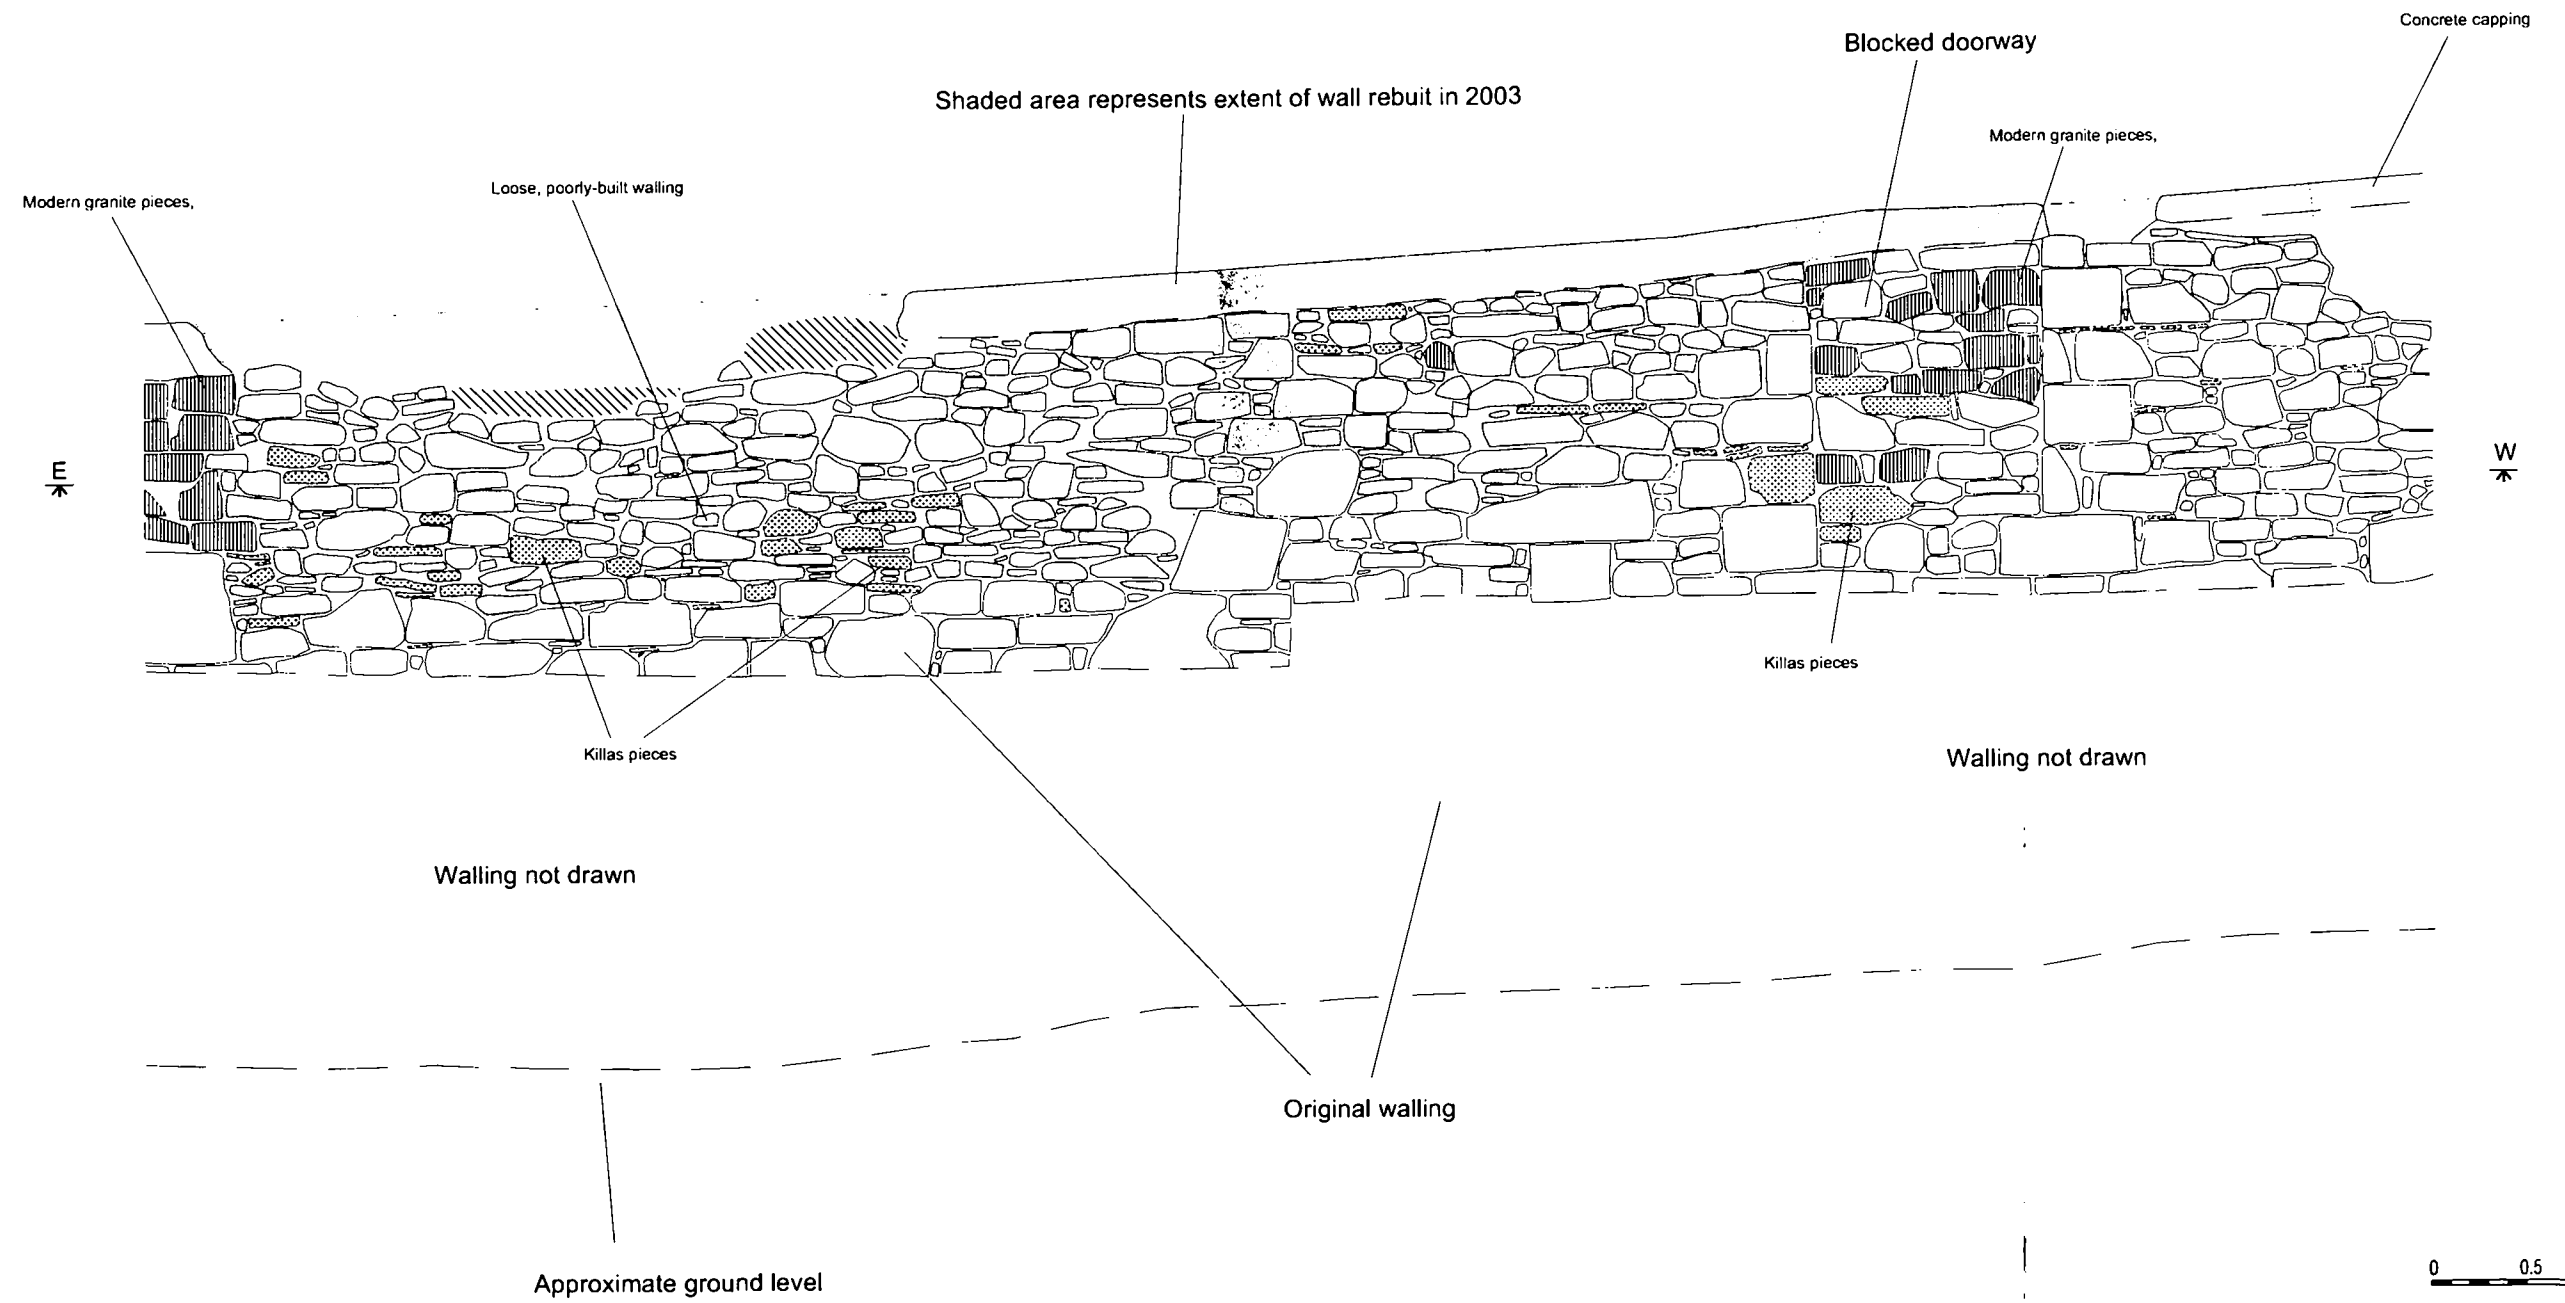 Concrete capping
Blocked doorway
Shaded area represents extent of wall rebuit in 2003
Modern granite pieces,
Loose, poorly-built walling
Modern granite pieces,
E
W
Killas pieces
Killas pieces
Walling not drawn
Walling not drawn
Original walling
Approximate ground level
0 0.5